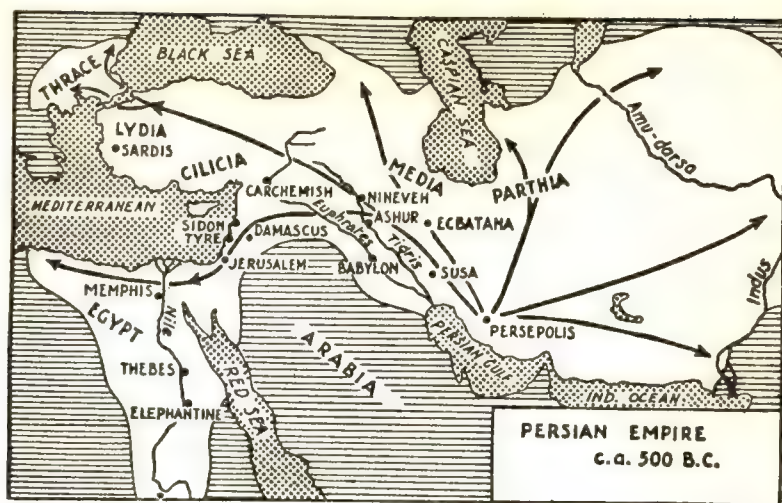 BLACK SEA
CASPIAN SEA
THRACE
Amu-darsa
LYDIA
SARDIS
CILICIA
MEDIA
PARTHIA
CARCHEMISH
NINEVEH
MEDITERRANEAN
ASHUR
ECBATANA
SIDON
TYRE
DAMASCUS
Euphrates
Tigris
JERUSALEM
BABYLON
SUSA
Indus
MEMPHIS
EGYPT
Nile
PERSEPOLIS
ARABIA
PERSIAN GULF
THEBES
RED SEA
IND. OCEAN
ELEPHANTINE
PERSIAN EMPIRE
c.a. 500 B.C.